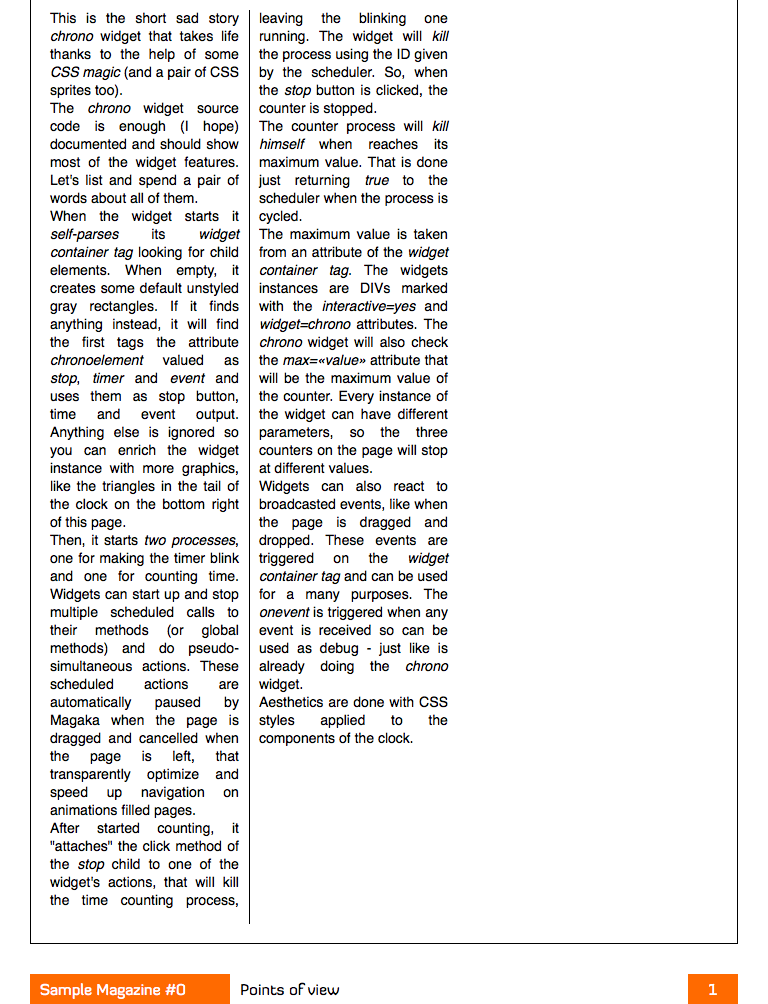 This is the short sad story
chrono widget that takes life
thanks to the help of some
CSS magic (and a pair of CSS
sprites too).
The chrono widget source
code is enough (I hope)
documented and should show
most of the widget features.
Let's list and spend a pair of
words about all of them.
When the widget starts it
self-parses its widget
container tag looking for child
elements. When empty, it
creates some default unstyled
gray rectangles. If it finds
anything instead, it will find
the first tags the attribute
chronoelement valued as
stop, timer and event and
uses them as stop button,
time and event output.
Anything else is ignored so
you can enrich the widget
instance with more graphics,
like the triangles in the tail of
the clock on the bottom right
of this page.
Then, it starts two processes,
one for making the timer blink
and one for counting time.
Widgets can start up and stop
multiple scheduled calls to
their methods (or global
methods) and do pseudo-
simultaneous actions. These
scheduled actions are
automatically paused by
Magaka when the page is
dragged and cancelled when
the page is left, that
transparently optimize and
speed up navigation on
animations filled pages.
After started counting, it
"attaches" the click method of
the stop child to one of the
widget's actions, that will kill
the time counting process,
leaving the blinking one
running. The widget will kill
the process using the ID given
by the scheduler. So, when
the stop button is clicked, the
counter is stopped.
The counter process will kill
himself when reaches its
maximum value. That is done
just returning true to the
scheduler when the process is
cycled.
The maximum value is taken
from an attribute of the widget
container tag. The widgets
instances are DIVs marked
with the interactive=yes and
widget=chrono attributes. The
chrono widget will also check
the max=«value» attribute that
will be the maximum value of
the counter. Every instance of
the widget can have different
parameters, so the three
counters on the page will stop
at different values.
Widgets can also react to
broadcasted events, like when
the page is dragged and
dropped. These events are
triggered on the widget
container tag and can be used
for a many purposes. The
onevent is triggered when any
event is received so can be
used as debug - just like is
already doing the chrono
widget.
Aesthetics are done with CSS
styles applied to the
components of the clock.
Sample Magazine #0
Points of view
1